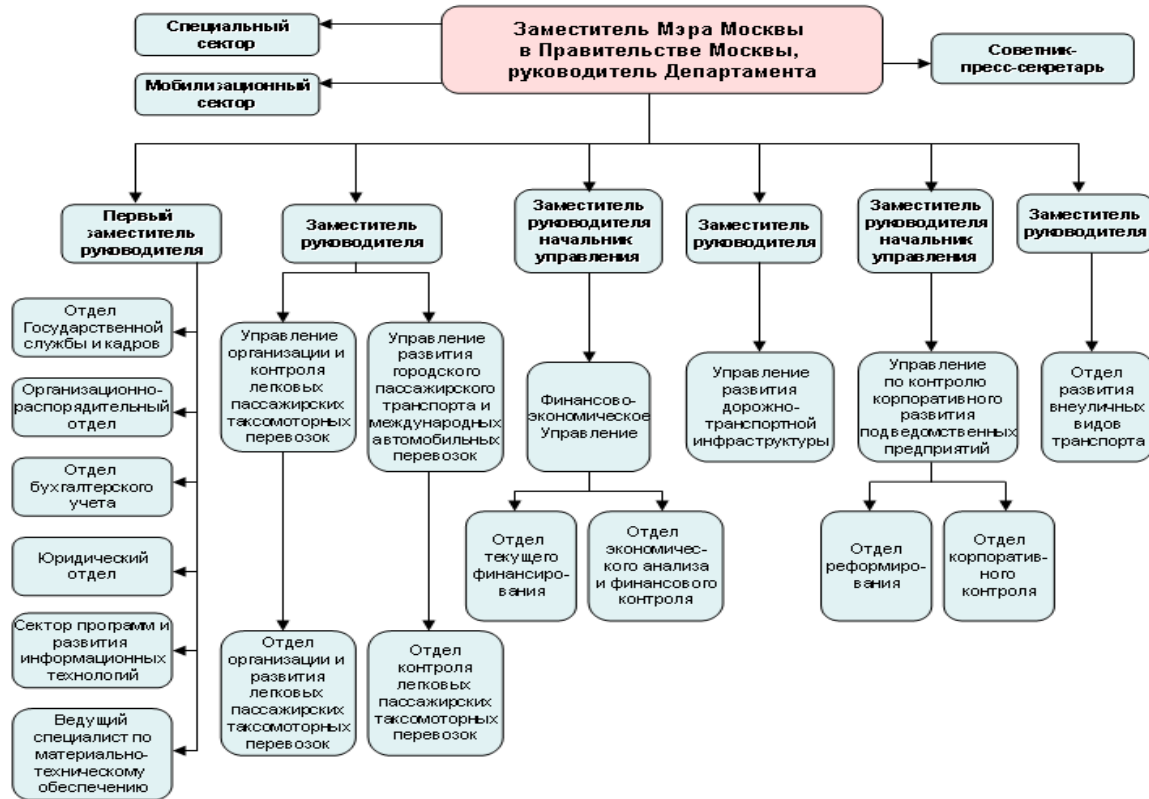 Специальный
сектор
Мобилизационный
сектор
Заместитель Мэра Москвы
в Правительстве Москвы,
руководитель Департамента
Советник-
пресс-секретарь
Первый
заместитель
руководителя
Заместитель
руководителя
Заместитель
руководителя
начальник
управления
Заместитель
руководителя
Заместитель
руководителя
начальник
управления
Заместитель
руководителя
Отдел
Государственной
службы и кадров
Организационно-
распорядительный
отдел
Отдел
бухгалтерского
учета
Юридический
отдел
Сектор программ и
развития
информационных
технологий
Ведущий
специалист по
материально-
техническому
обеспечению
Управление
организации и
контроля
легковых
пассажирских
таксомоторных
перевозок
Управление
развития
городского
пассажирского
транспорта и
международных
автомобильных
перевозок
Финансово-
экономическое
Управление
Управление
развития
дорожно-
транспортной
инфраструктуры
Управление
по контролю
корпоративного
развития
подведомственных
предприятий
Отдел
развития
внеуличных
видов
транспорта
Отдел
текущего
финансиро-
вания
Отдел
экономичес-
кого анализа
и финансового
контроля
Отдел
реформиро-
вания
Отдел
корпоратив-
ного
контроля
Отдел
организации и
развития
легковых
пассажирских
таксомоторных
перевозок
Отдел
контроля
легковых
пассажирских
таксомоторных
перевозок